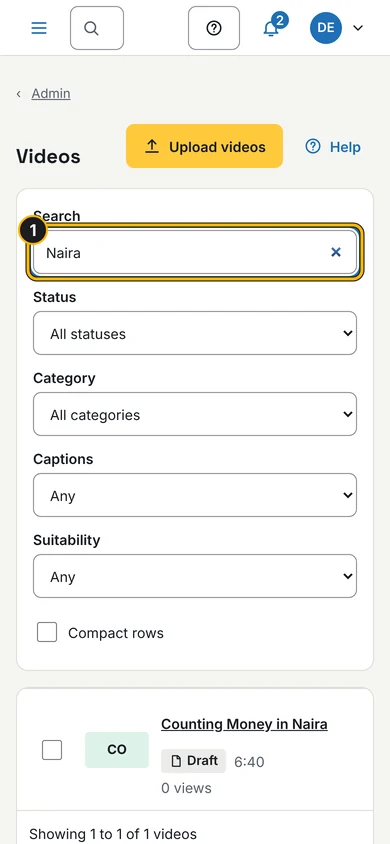 2
DE
Admin
Videos
Upload videos
Help
Search
1
Naira
Status
All statuses
Category
All categories
Captions
Any
Suitability
Any
Compact rows
CO
Counting Money in Naira
Draft 6:40
0 views
Showing 1 to 1 of 1 videos